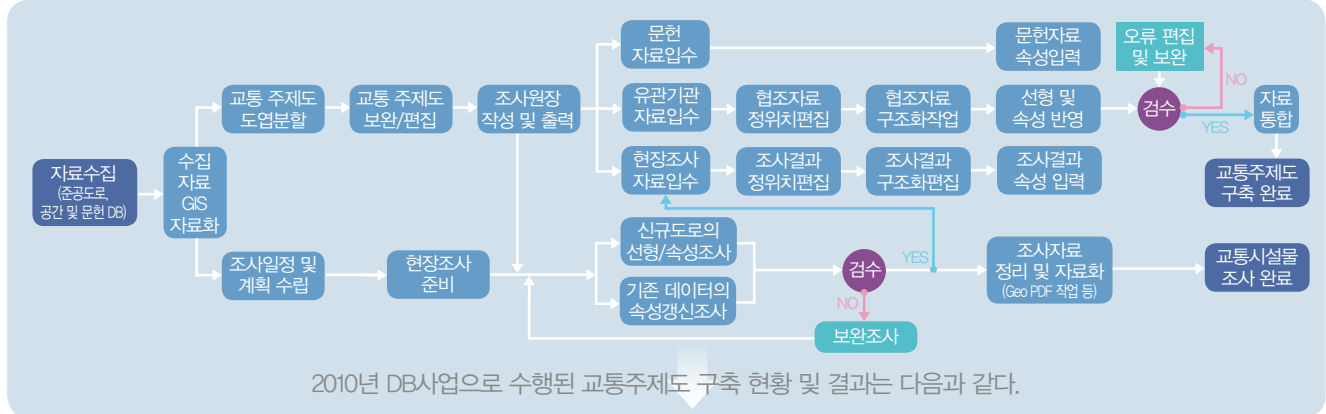 자료수집
(준공도로,
공간 및 문헌 DB)
수집
자료
GIS
자료화
교통 주제도
도엽분할
교통 주제도
보완/편집
조사원장
작성 및 출력
문헌
자료입수
문헌자료
속성입력
유관기관
자료입수
협조자료
정위치편집
협조자료
구조화작업
선형 및
속성 반영
현장조사
자료입수
조사결과
정위치편집
조사결과
구조화편집
조사결과
속성 입력
오류 편집
및 보완
검수
NO
YES
자료
통합
교통주제도
구축 완료
조사일정 및
계획 수립
현장조사
준비
신규도로의
선형/속성조사
기존 데이터의
속성갱신조사
검수
YES
NO
보완조사
조사자료
정리 및 자료화
(Geo PDF 작업 등)
교통시설물
조사 완료
2010년 DB사업으로 수행된 교통주제도 구축 현황 및 결과는 다음과 같다.